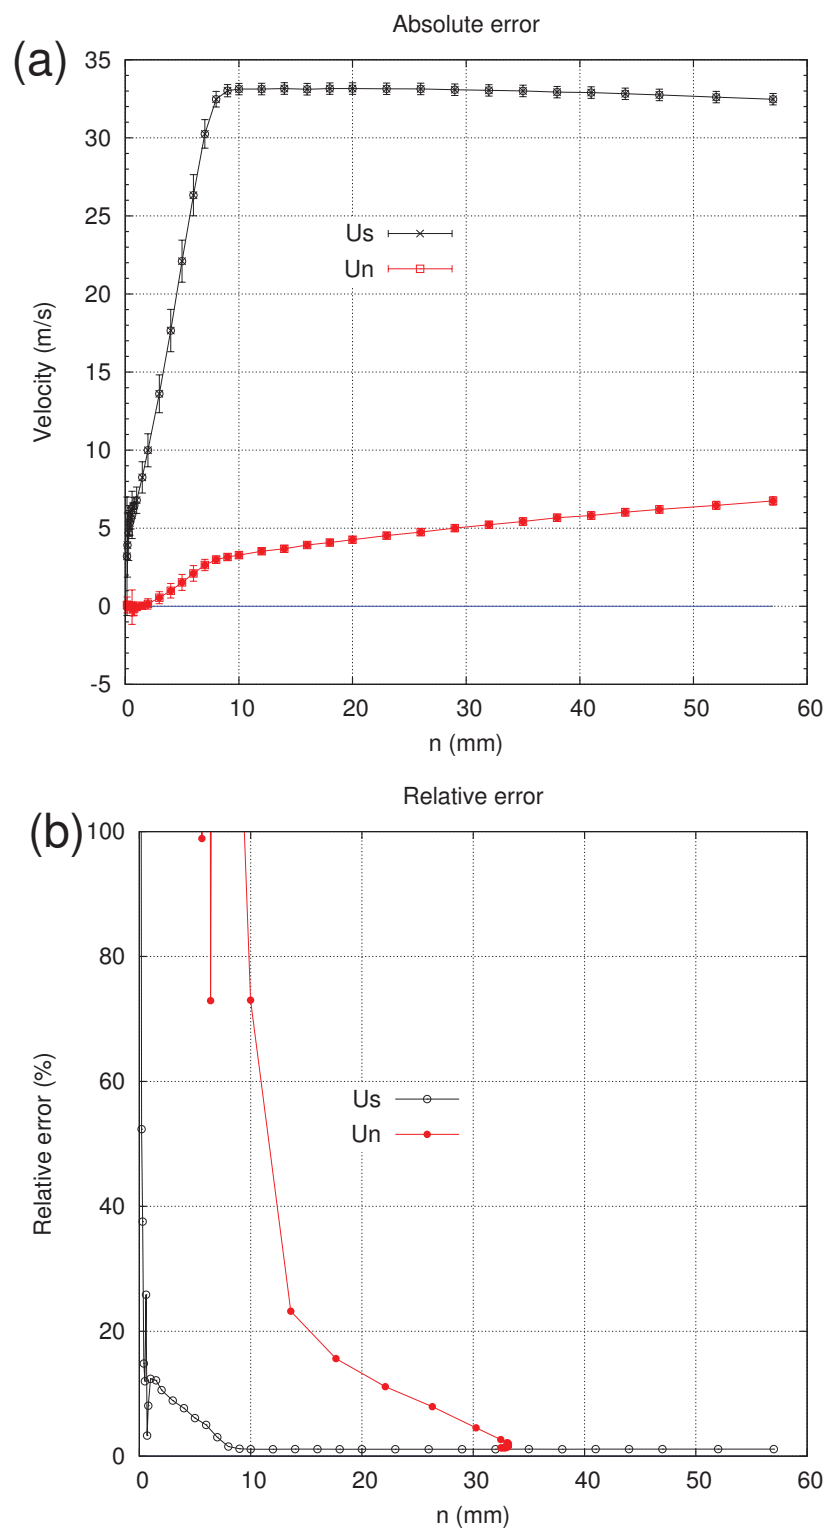 Absolute error
(a)
35
30
25
20
15
10
5
0
-5
Velocity (m/s)
Us
Un
0 10 20 30 40 50 60
n (mm)
Relative error
(b)
100
80
60
40
20
0
Relative error (%)
Us
Un
0 10 20 30 40 50 60
n (mm)